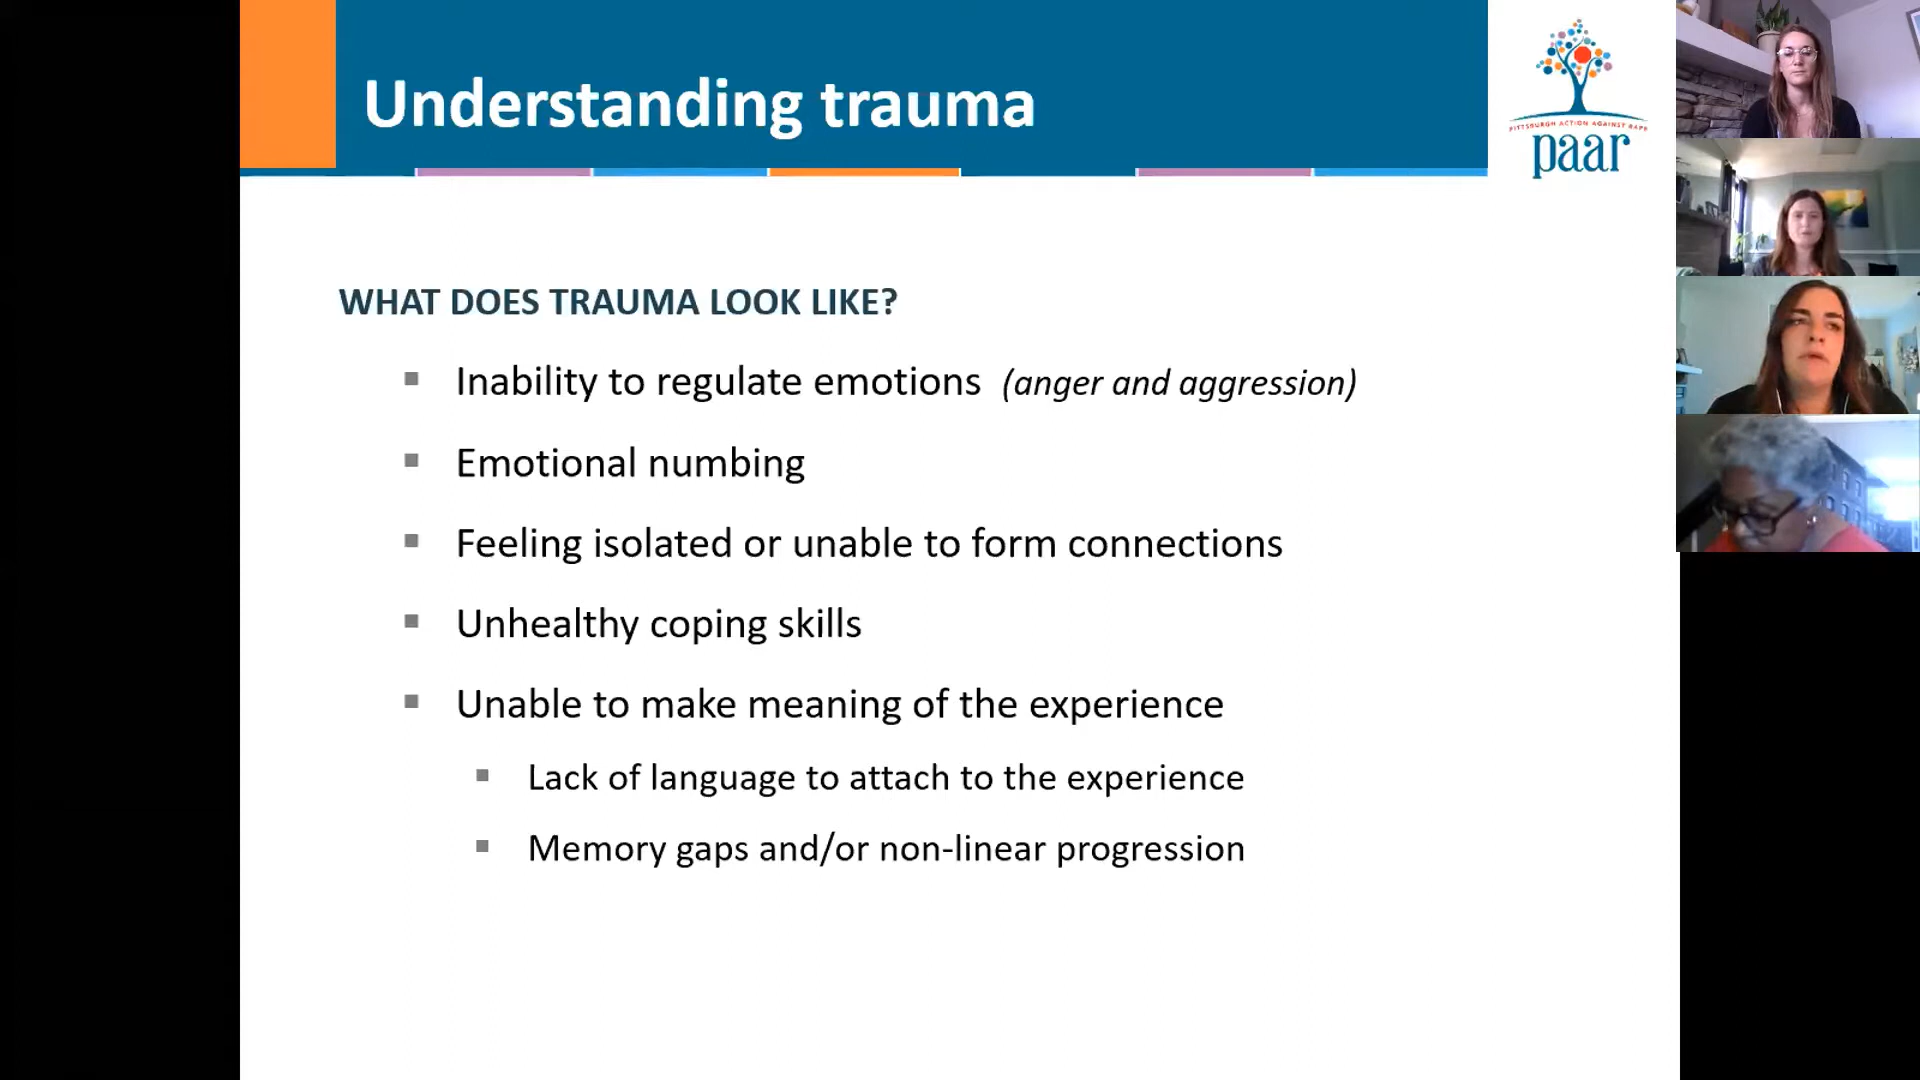 Understanding trauma
PITTSBURGH ACTION AGAINST RAPE
paar
WHAT DOES TRAUMA LOOK LIKE?
Inability to regulate emotions (anger and aggression)
Emotional numbing
Feeling isolated or unable to form connections
Unhealthy coping skills
Unable to make meaning of the experience
Lack of language to attach to the experience
Memory gaps and/or non-linear progression